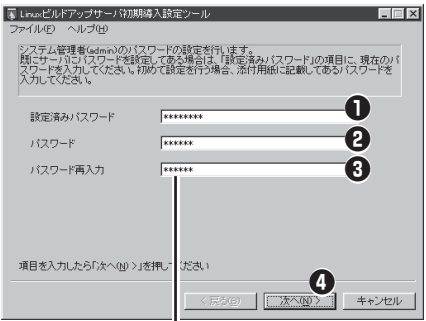 Linuxビルドアップサーバ初期導入設定ツール
ファイル(F) ヘルプ(H)
システム管理者(admin)のパスワードの設定を行います。
既にサーバにパスワードを設定してある場合は、「設定済みパスワード」の項目に、現在のパ
スワードを入力してください。初めて設定を行う場合、添付用紙に記載してあるパスワードを
入力してください。
設定済みパスワード ******** ❶
パスワード ****** ❷
パスワード再入力 ****** ❸
項目を入力したら「次へ(N) >」を押してください
❹
< 戻る(B) 次へ(N) > キャンセル